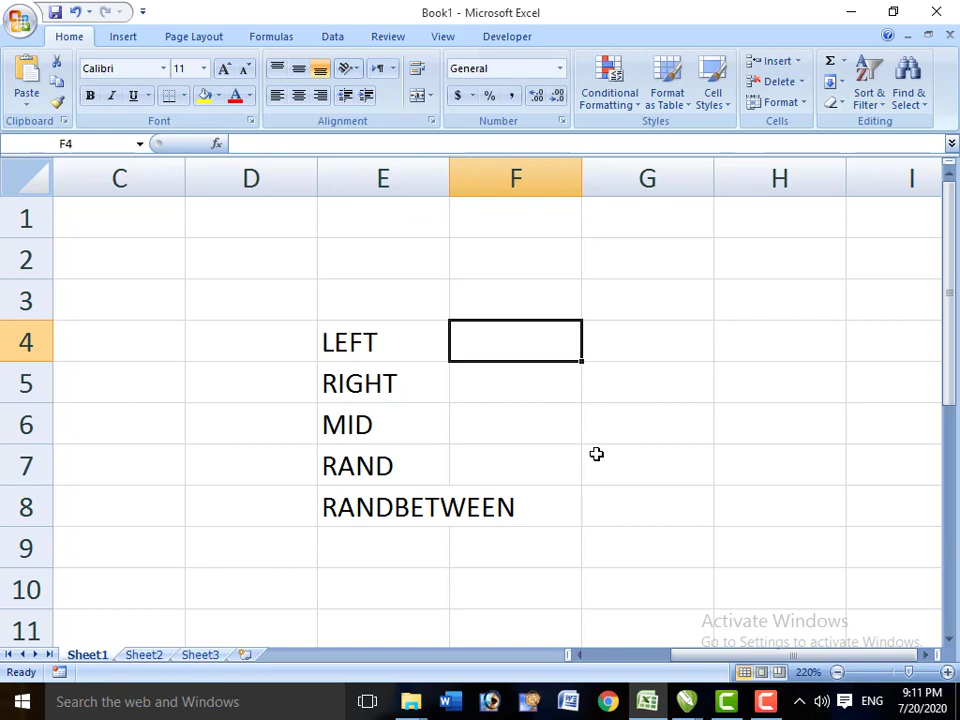 Book1 - Microsoft Excel
Home Insert Page Layout Formulas Data Review View Developer
Paste
Calibri 11
General
Conditional Formatting
Format as Table
Cell Styles
Insert
Delete
Format
Sort & Filter
Find & Select
Clipboard Font Alignment Number Styles Cells Editing
F4 fx
C D E F G H I
1
2
3
4 LEFT
5 RIGHT
6 MID
7 RAND
8 RANDBETWEEN
9
10
11
Activate Windows
Go to Settings to activate Windows.
Sheet1 Sheet2 Sheet3
Ready 220%
Search the web and Windows
ENG
9:11 PM
7/20/2020